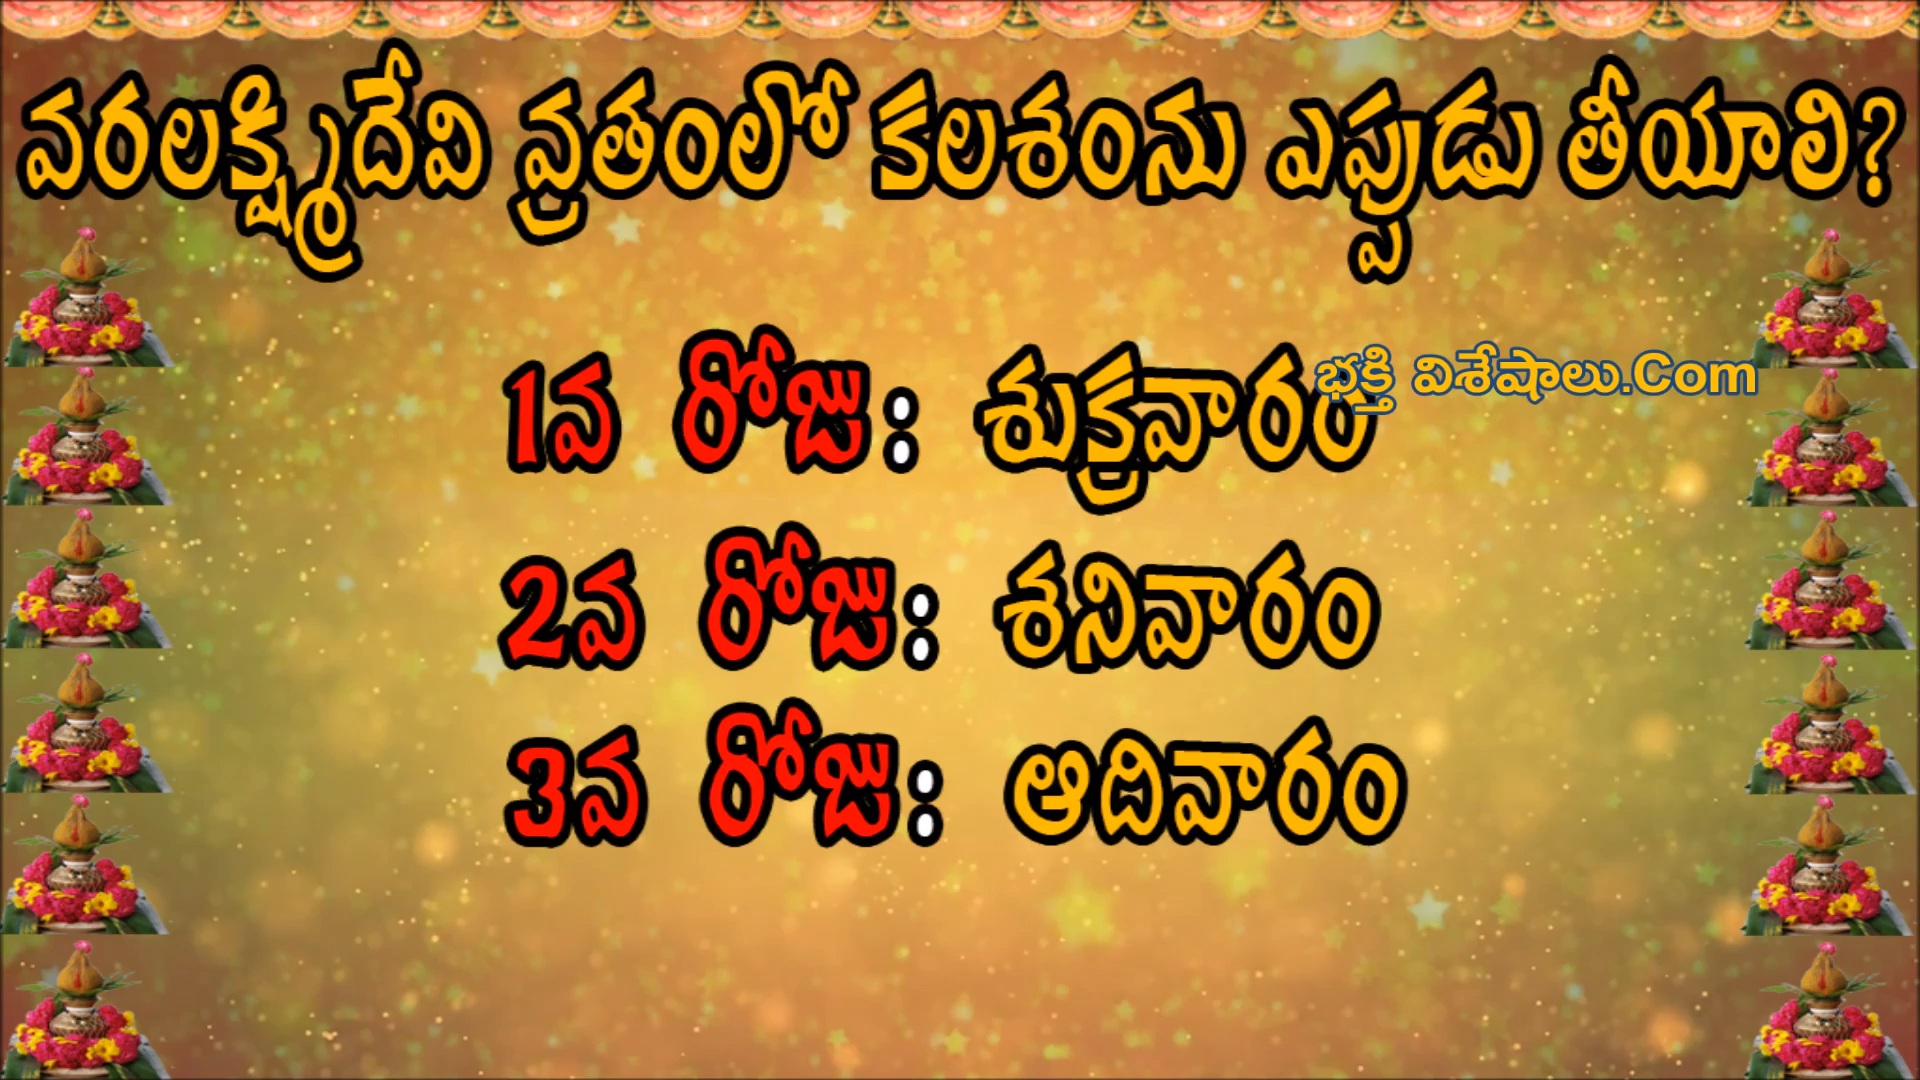 వరలక్ష్మిదేవి వ్రతంలో కలశంను ఎప్పుడు తీయాలి?
1వ రోజు: శుక్రవారం
భక్తి విశేషాలు.Com
2వ రోజు: శనివారం
3వ రోజు: ఆదివారం